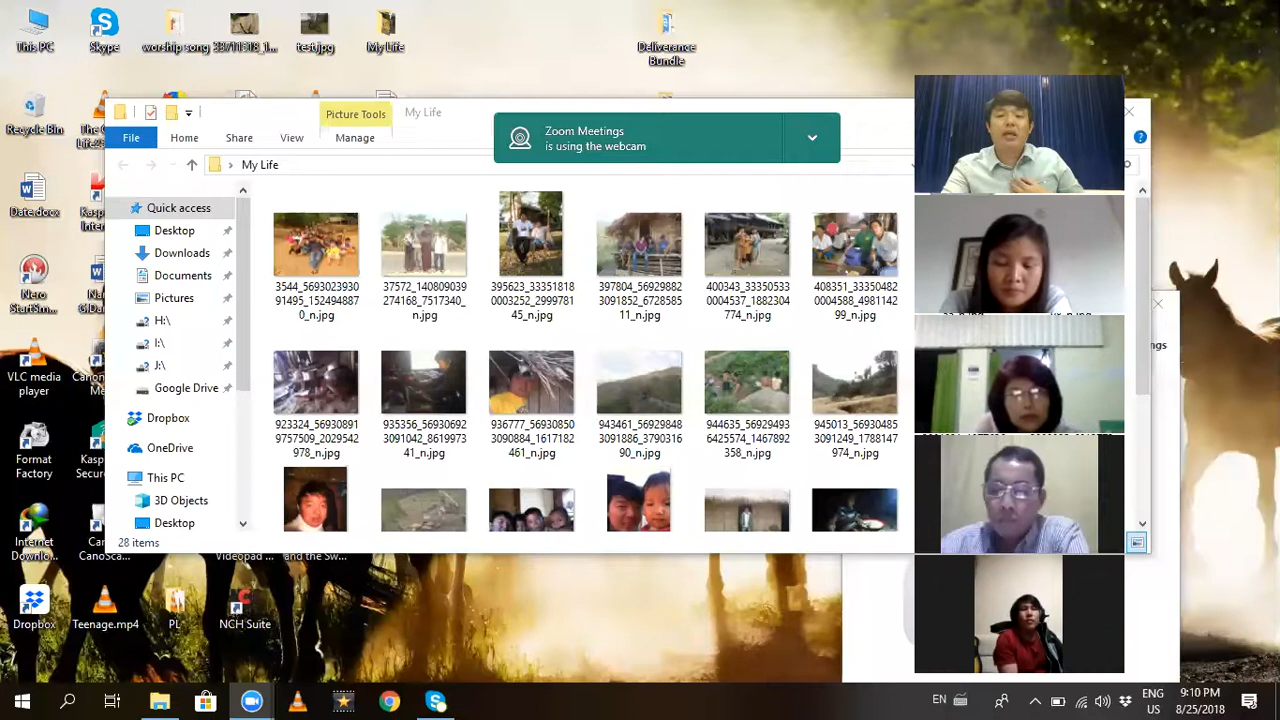 This PC
Skype
worship song
33711518_1...
test.jpg
My Life
Deliverance
Bundle
Recycle Bin
Date.docx
Nero
StartSm...
VLC media
player
Format
Factory
Internet
Downlo...
Dropbox
Teenage.mp4
PL
NCH Suite
Picture Tools
My Life
File
Home
Share
View
Manage
Zoom Meetings
is using the webcam
My Life
Quick access
Desktop
Downloads
Documents
Pictures
H:\
I:\
J:\
Google Drive
Dropbox
OneDrive
This PC
3D Objects
Desktop
28 items
3544_5693023930
091495_152494887
0_n.jpg
37572_140809039
274168_7517340_
n.jpg
395623_33351818
0003252_2999781
45_n.jpg
397804_56929882
3091852_6728585
11_n.jpg
400343_33350533
0004537_1882304
774_n.jpg
408351_33350482
0004588_4981142
99_n.jpg
923324_56930891
9757509_2029542
978_n.jpg
935356_56930692
3091042_8619973
41_n.jpg
936777_56930850
3090884_1617182
461_n.jpg
943461_56929848
3091886_3790316
90_n.jpg
944635_56929493
6425574_1467892
358_n.jpg
945013_56930485
3091249_1788147
974_n.jpg
EN
ENG
US
9:10 PM
8/25/2018